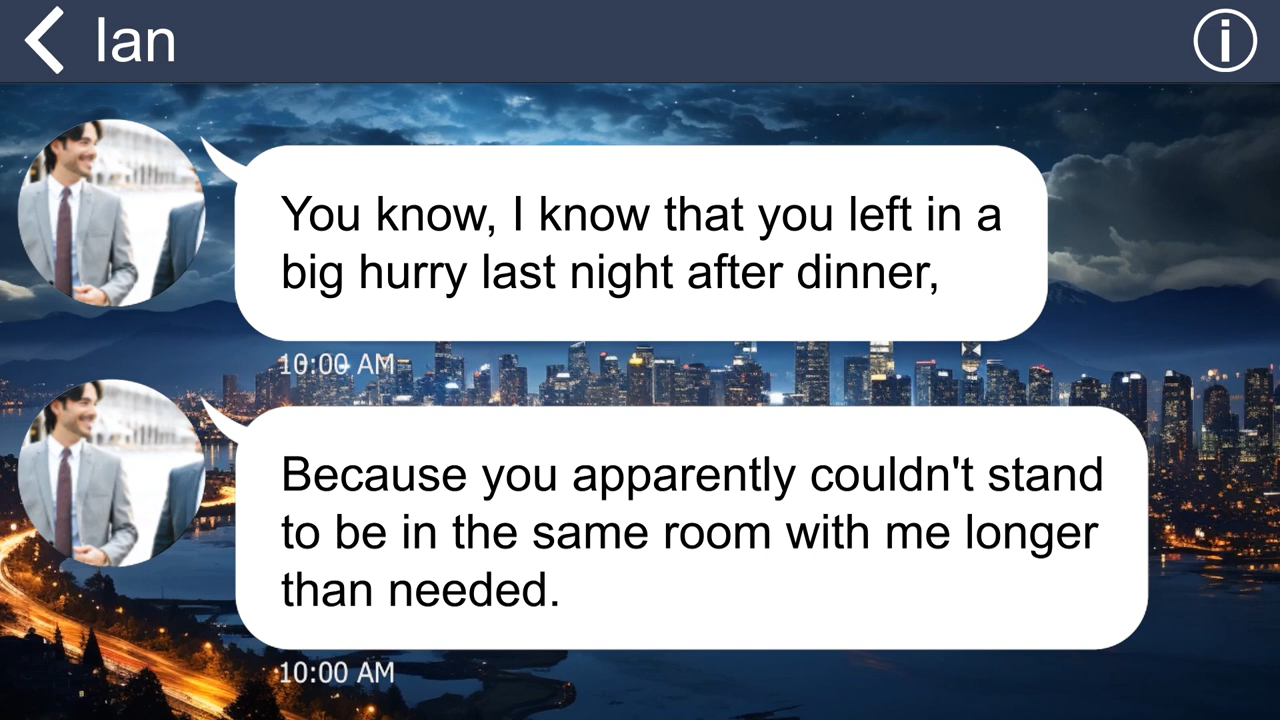 Ian
You know, I know that you left in a
big hurry last night after dinner,
10:00 AM
Because you apparently couldn't stand
to be in the same room with me longer
than needed.
10:00 AM